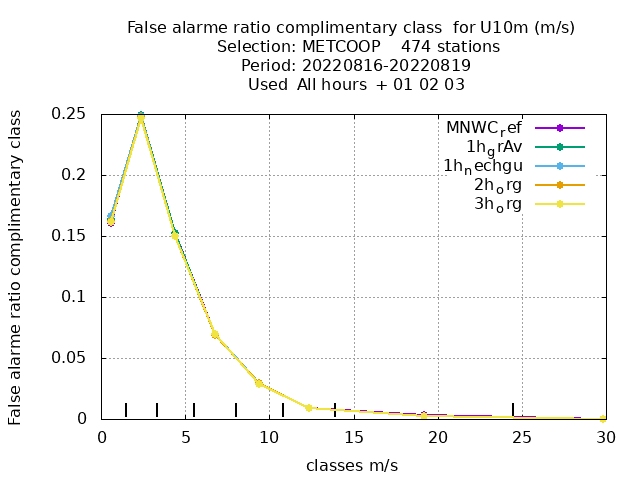 False alarme ratio complimentary class  for U10m (m/s)
Selection: METCOOP    474 stations
Period: 20220816-20220819
Used  All hours  + 01 02 03
False alarme ratio complimentary class
0.25
0.2
0.15
0.1
0.05
0
MNWC_ref
1h_grAv
1h_nechgu
2h_org
3h_org
0 5 10 15 20 25 30
classes m/s